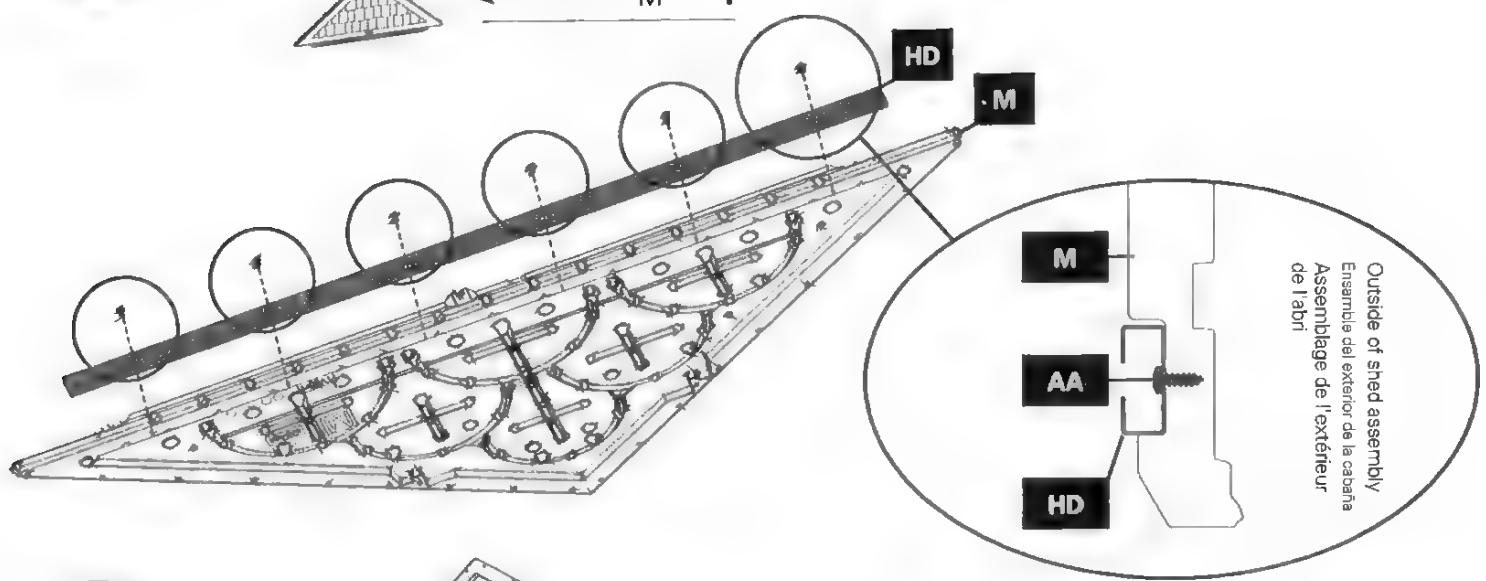 M
HD
M
M
AA
HD
Outside of shed assembly
Ensamble del exterior de la cabaña
Assemblage de l'extérieur
de l'abri